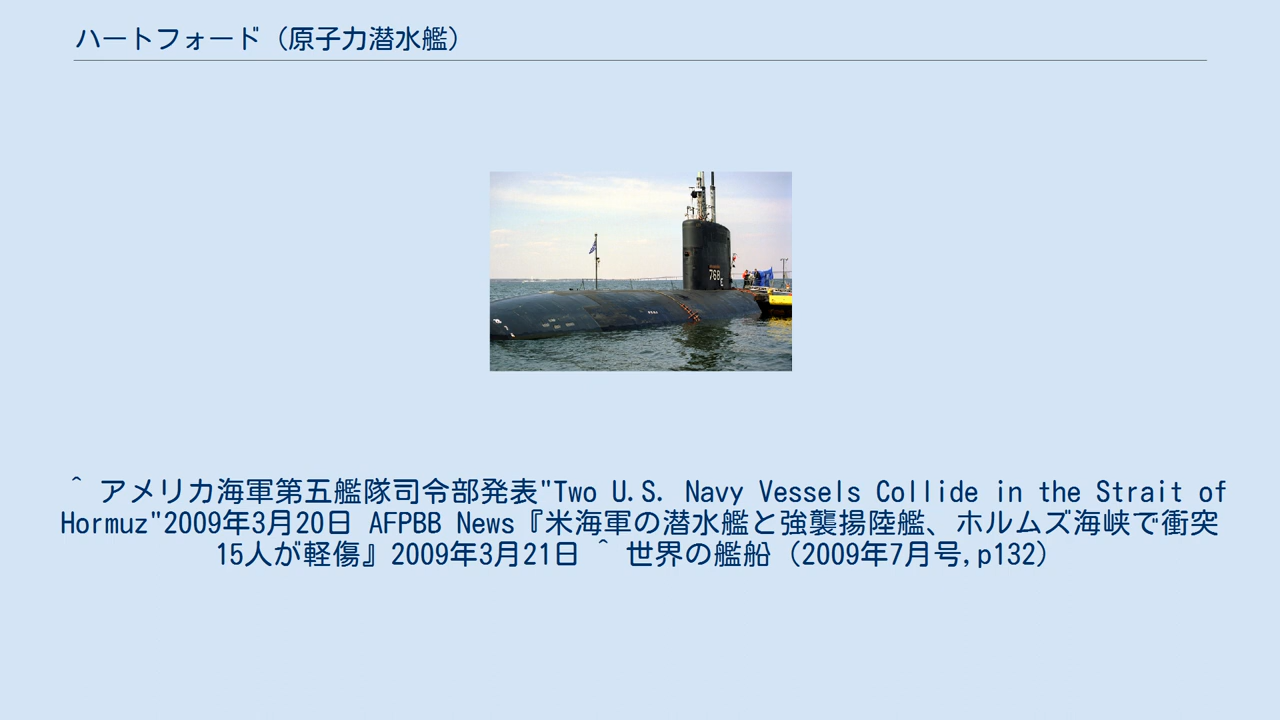 ハートフォード（原子力潜水艦）
768
^ アメリカ海軍第五艦隊司令部発表"Two U.S. Navy Vessels Collide in the Strait of
Hormuz"2009年3月20日 AFPBB News『米海軍の潜水艦と強襲揚陸艦、ホルムズ海峡で衝突
15人が軽傷』2009年3月21日 ^ 世界の艦船（2009年7月号,p132）